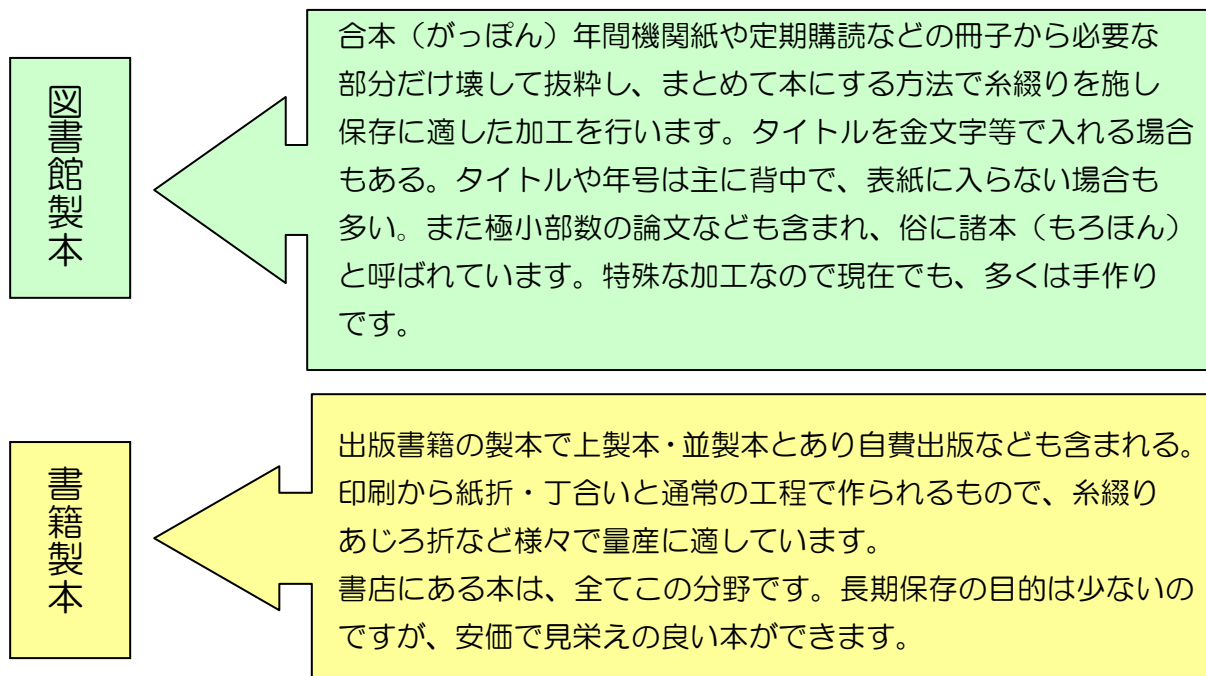 図書館製本
合本（がっぽん）年間機関紙や定期購読などの冊子から必要な
部分だけ壊して抜粋し、まとめて本にする方法で糸綴りを施し
保存に適した加工を行います。タイトルを金文字等で入れる場合
もある。タイトルや年号は主に背中で、表紙に入らない場合も
多い。また極小部数の論文なども含まれ、俗に諸本（もろほん）
と呼ばれています。特殊な加工なので現在でも、多くは手作り
です。
書籍製本
出版書籍の製本で上製本・並製本とあり自費出版なども含まれる。
印刷から紙折・丁合いと通常の工程で作られるもので、糸綴り
あじろ折など様々で量産に適しています。
書店にある本は、全てこの分野です。長期保存の目的は少ないの
ですが、安価で見栄えの良い本ができます。